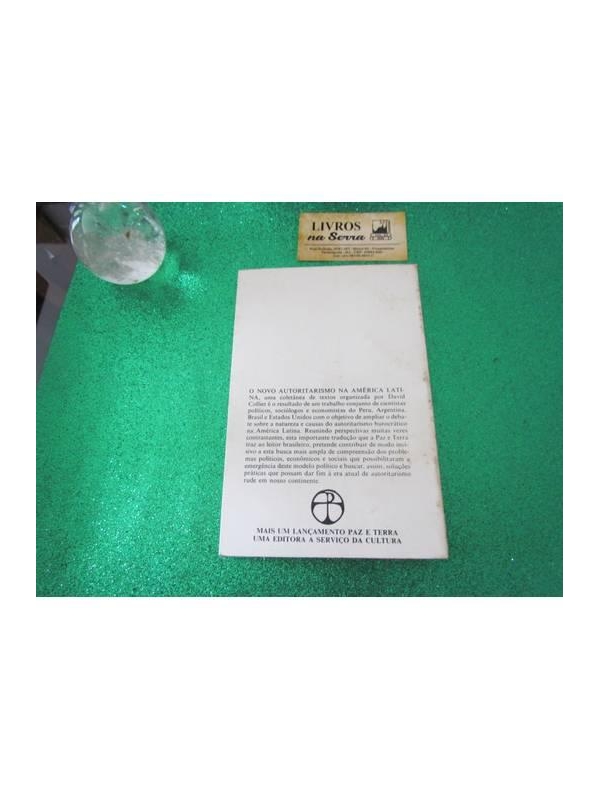 LIVROS
na Serra
O NOVO AUTORITARISMO NA AMÉRICA LATI-
NA, uma coletânea de textos organizada por David
Collier é o resultado de um trabalho conjunto de cientistas
políticos, sociólogos e economistas do Peru, Argentina,
Brasil e Estados Unidos com o objetivo de ampliar o deba-
te sobre a natureza e causas do autoritarismo burocrático
na América Latina. Reunindo perspectivas muitas vezes
contrastantes, esta importante tradução que a Paz e Terra
traz ao leitor brasileiro, pretende contribuir de modo inci-
sivo a esta busca mais ampla de compreensão dos proble-
mas políticos, econômicos e sociais que possibilitaram a
emergência deste modelo político e buscar, assim, soluções
práticas que possam dar fim à era atual de autoritarismo
rude em nosso continente.
MAIS UM LANÇAMENTO PAZ E TERRA
UMA EDITORA A SERVIÇO DA CULTURA